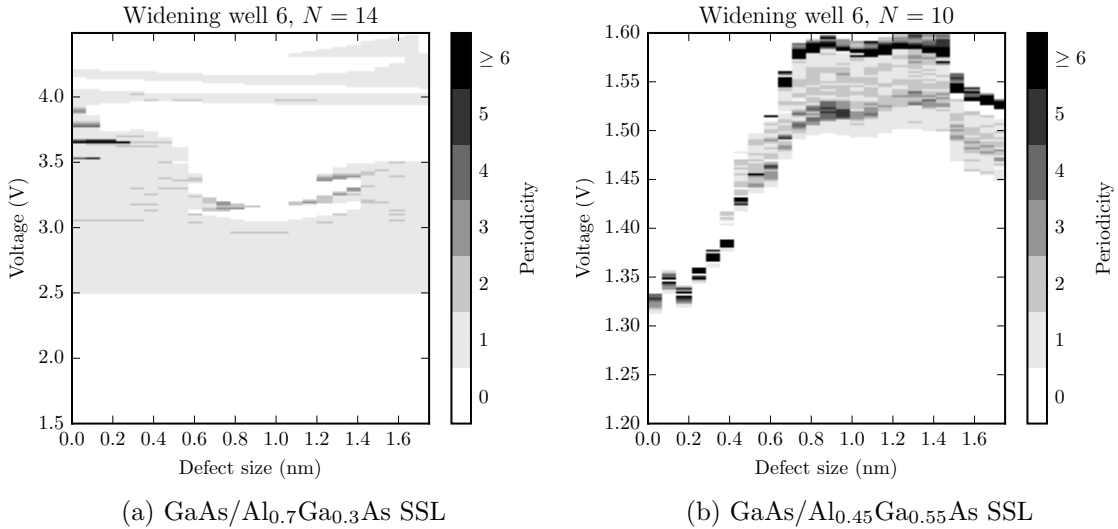 Widening well 6, N = 14
Voltage (V)
4.0
3.5
3.0
2.5
2.0
1.5
0.0 0.2 0.4 0.6 0.8 1.0 1.2 1.4 1.6
Defect size (nm)
≥ 6
5
4
3
2
1
0
Periodicity
(a) GaAs/Al0.7Ga0.3As SSL
Widening well 6, N = 10
Voltage (V)
1.60
1.55
1.50
1.45
1.40
1.35
1.30
1.25
1.20
0.0 0.2 0.4 0.6 0.8 1.0 1.2 1.4 1.6
Defect size (nm)
≥ 6
5
4
3
2
1
0
Periodicity
(b) GaAs/Al0.45Ga0.55As SSL